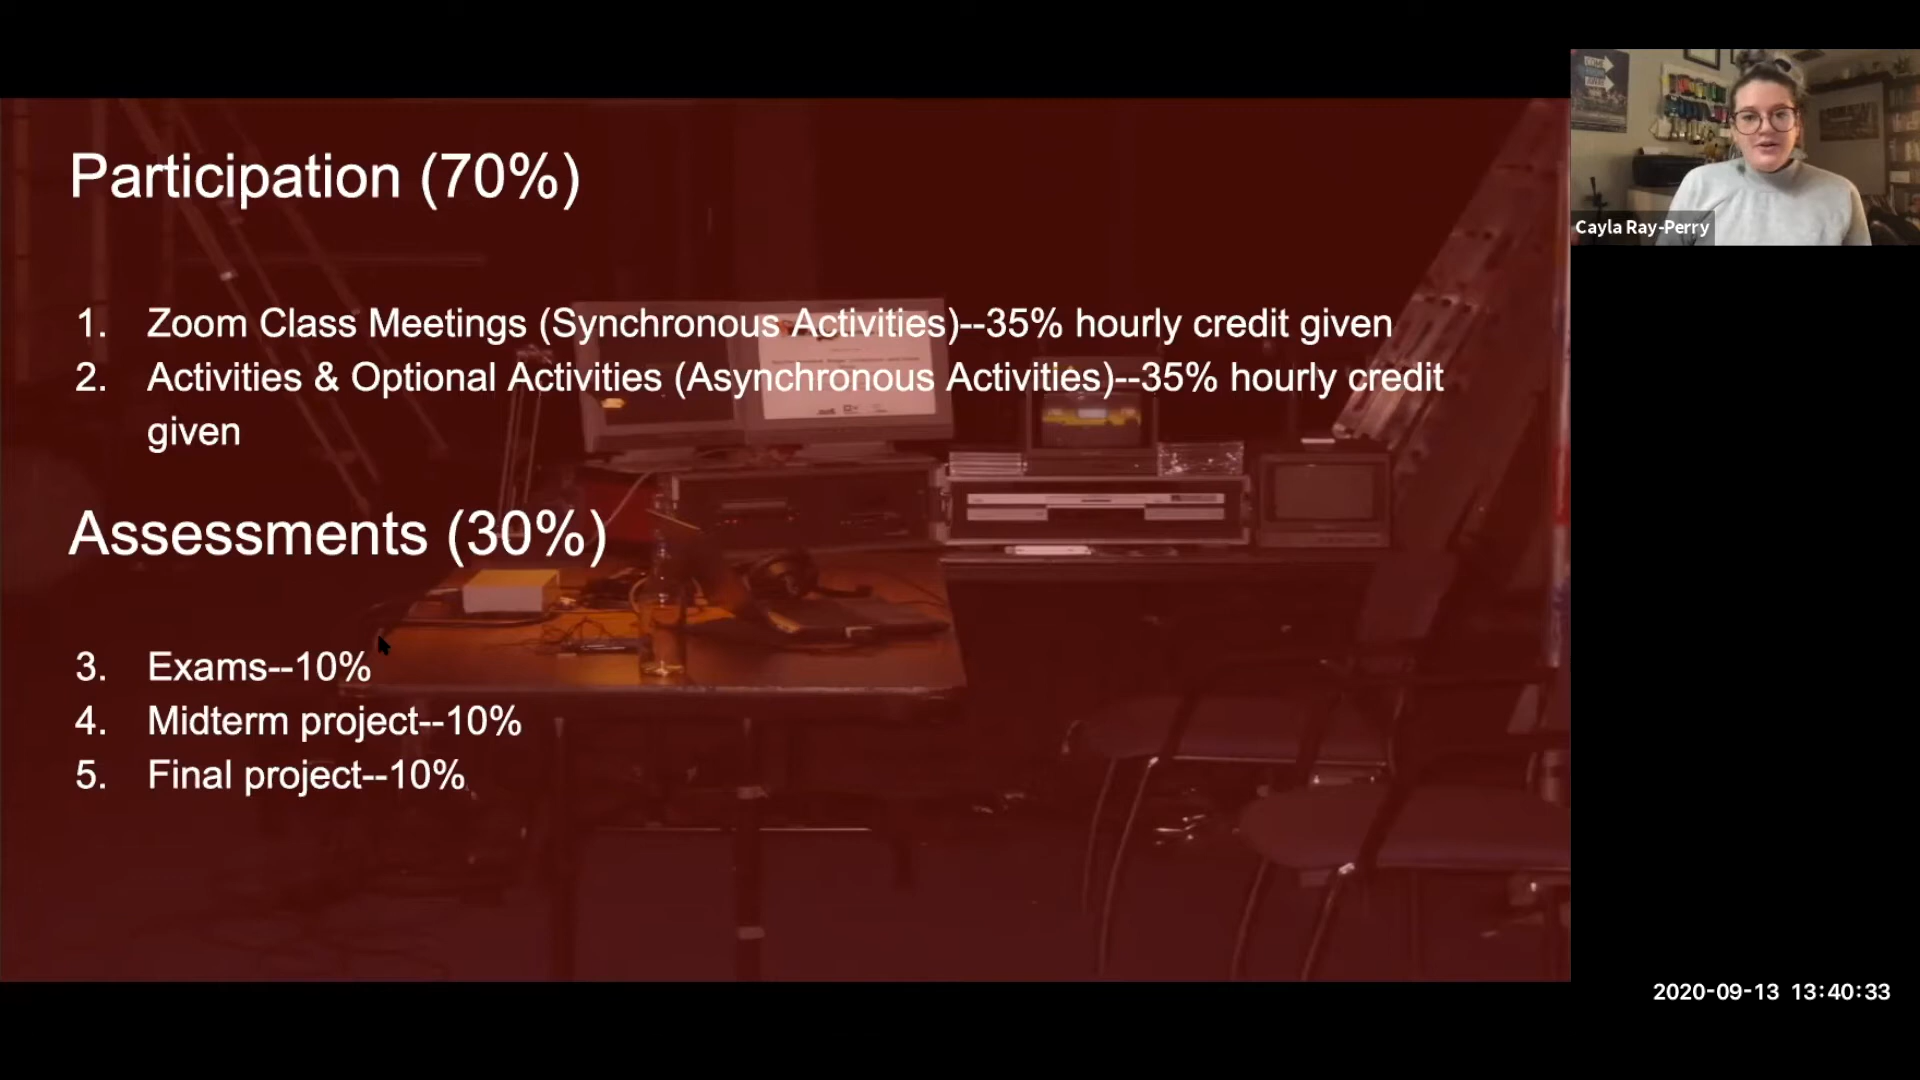 Participation (70%)
1. Zoom Class Meetings (Synchronous Activities)--35% hourly credit given
2. Activities & Optional Activities (Asynchronous Activities)--35% hourly credit
given
Assessments (30%)
3. Exams--10%
4. Midterm project--10%
5. Final project--10%
Cayla Ray-Perry
2020-09-13 13:40:33